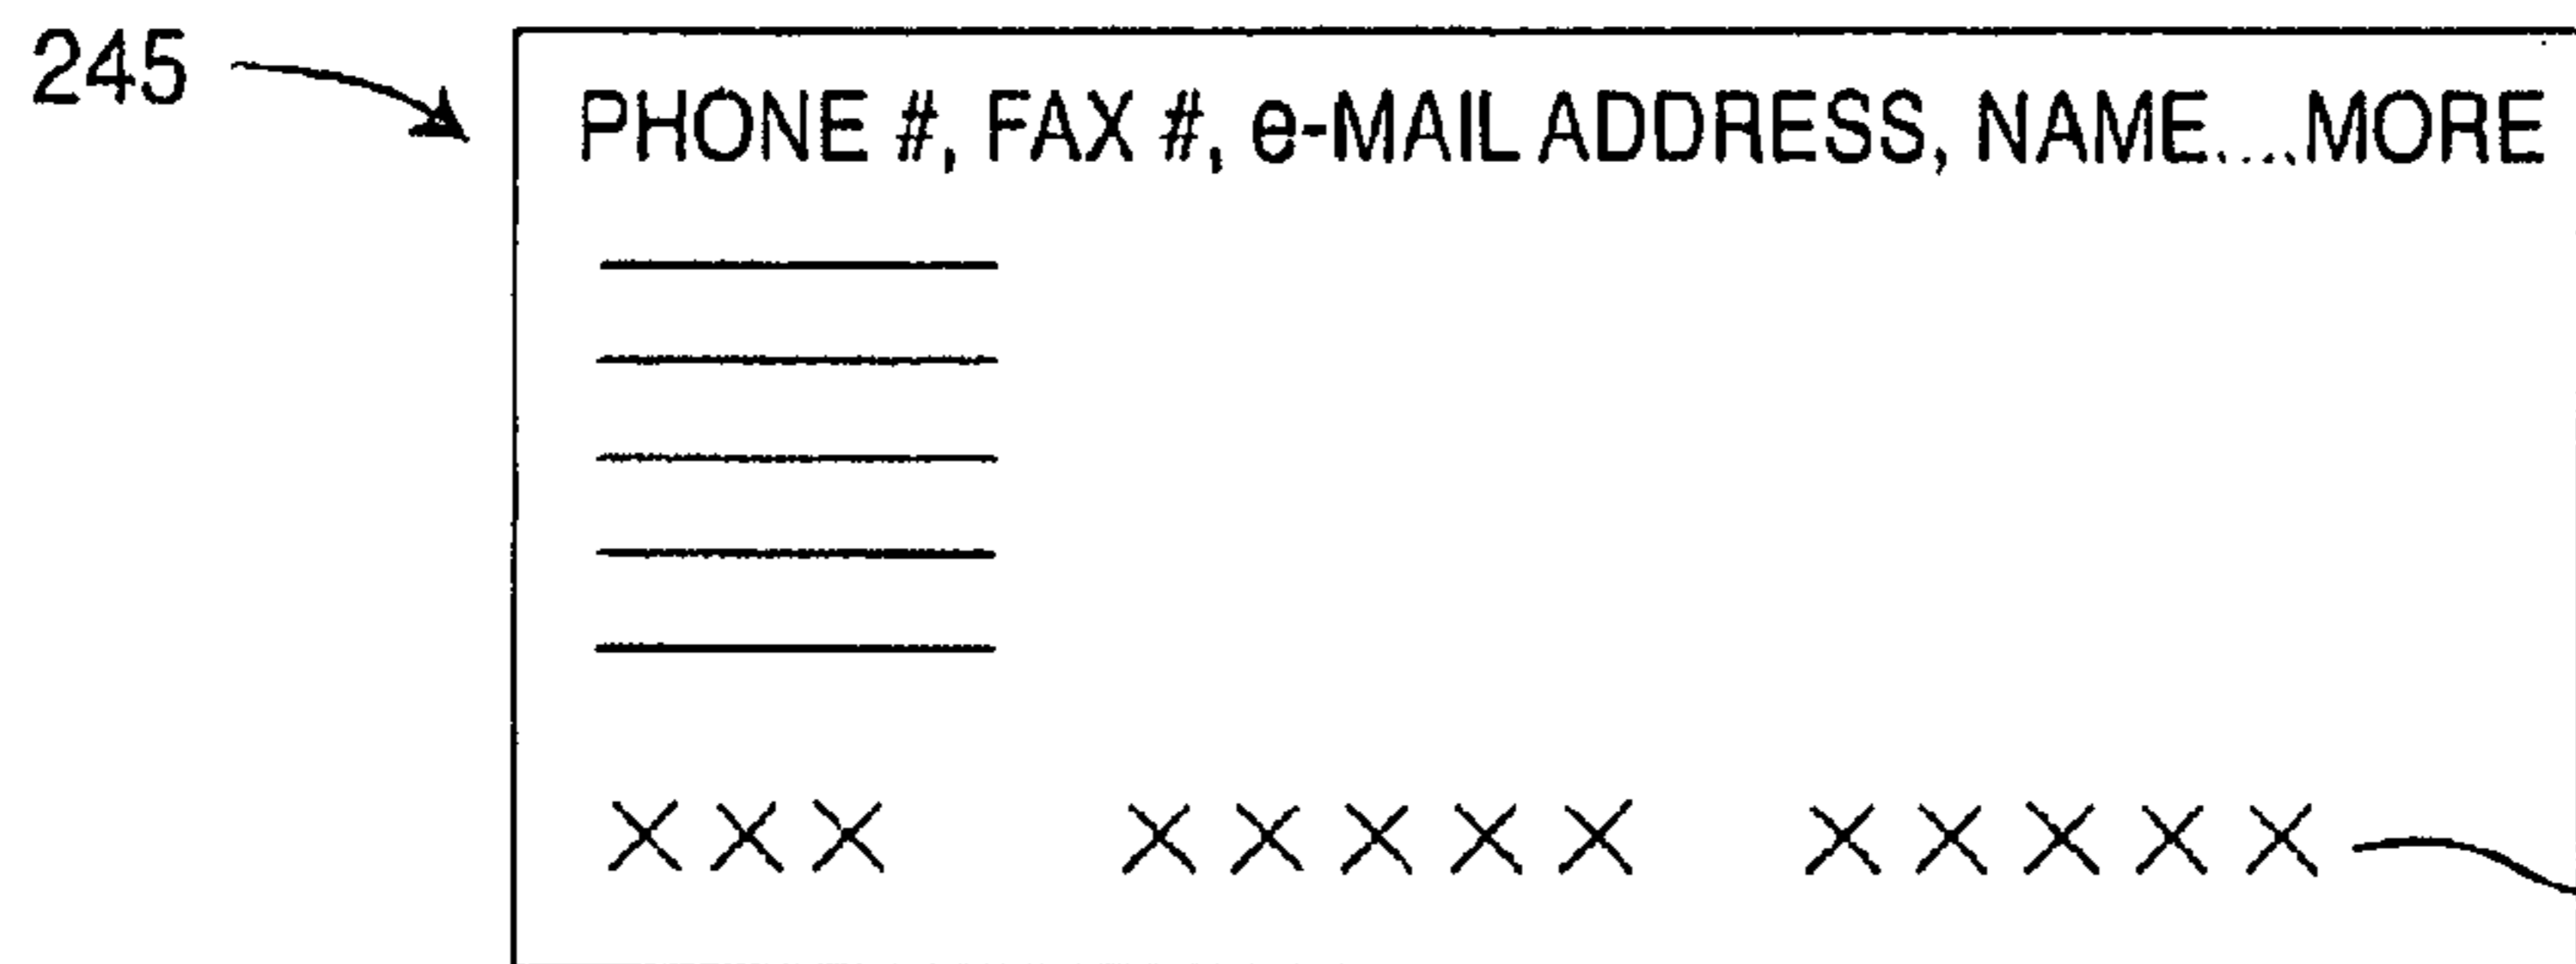 245
PHONE #, FAX #, e-MAIL ADDRESS, NAME....MORE
XXX XXXXX XXXXX